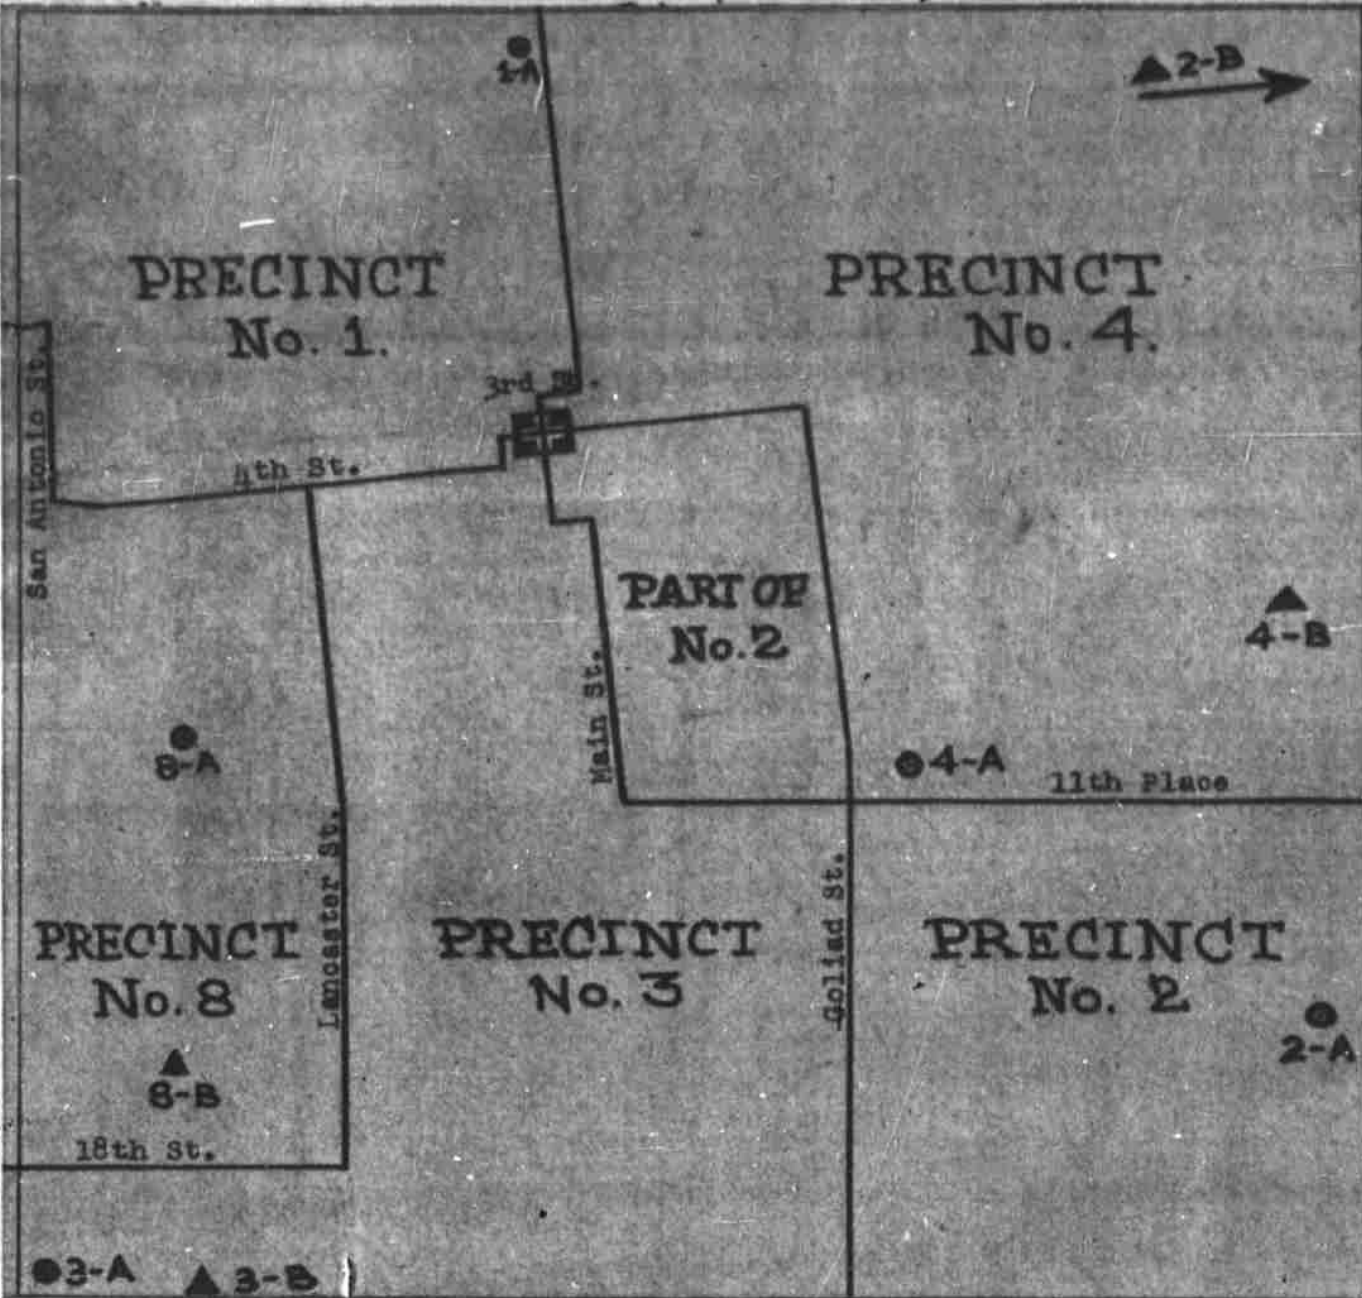 1-A
2-B
PRECINCT
No. 1.
PRECINCT
No. 4.
San Antonio St.
3rd St.
4th St.
PART OF
No. 2
4-B
Main St.
8-A
4-A
11th Place
Lancaster St.
Goliad St.
PRECINCT
No. 8
PRECINCT
No. 3
PRECINCT
No. 2
2-A
8-B
18th St.
3-A
3-B